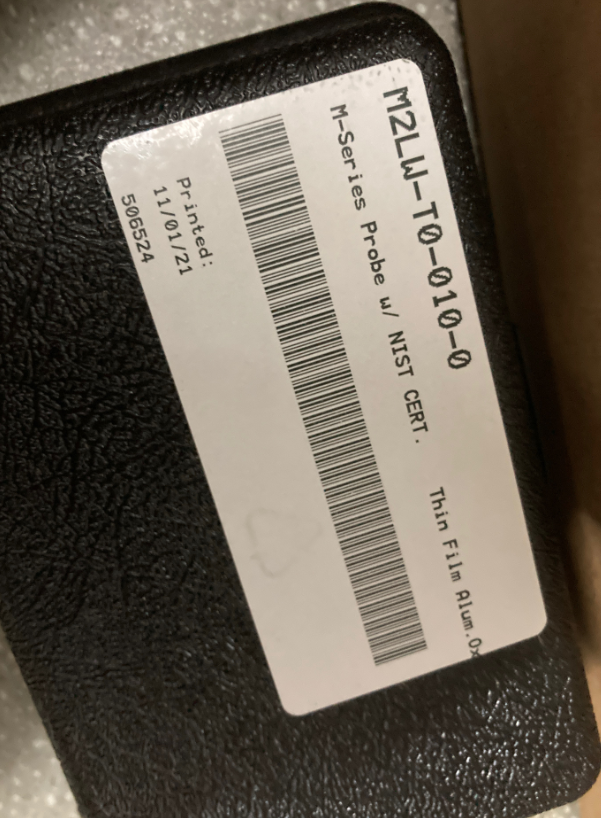 M2LW-T0-010-0
M-Series Probe w/ NIST CERT. Thin Film Alum.Ox
Printed:
11/01/21
506524